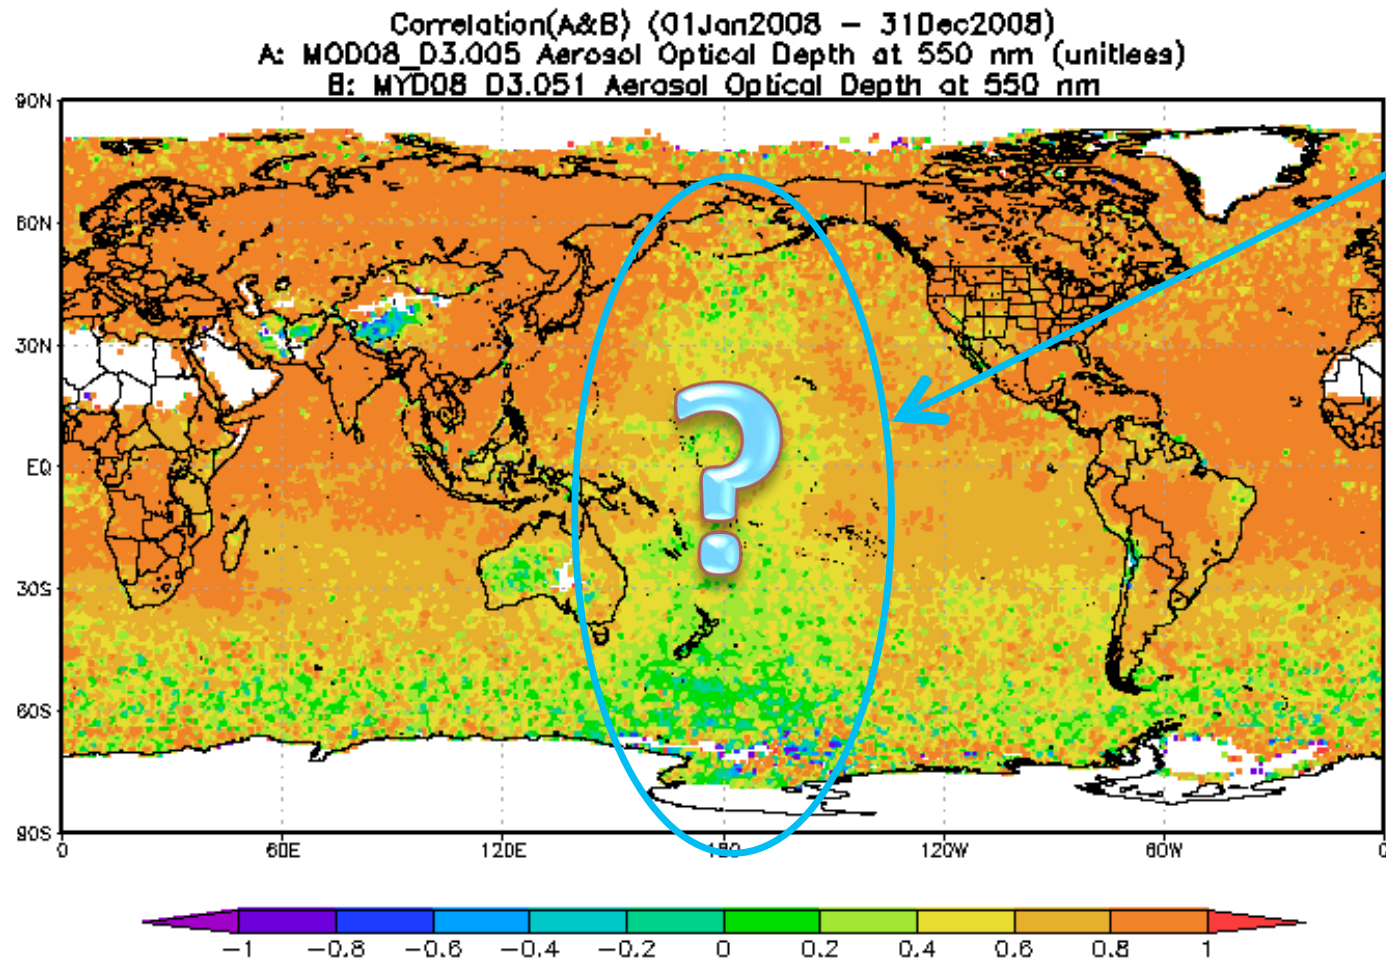 Correlation(A&B) (01Jan2008 – 31Dec2008)
A: MOD08_D3.005 Aerosol Optical Depth at 550 nm (unitless)
B: MYD08_D3.051 Aerosol Optical Depth at 550 nm
90N
60N
30N
EQ
30S
60S
90S
?
0 60E 120E 180 120W 60W 0
-1 -0.8 -0.6 -0.4 -0.2 0 0.2 0.4 0.6 0.8 1